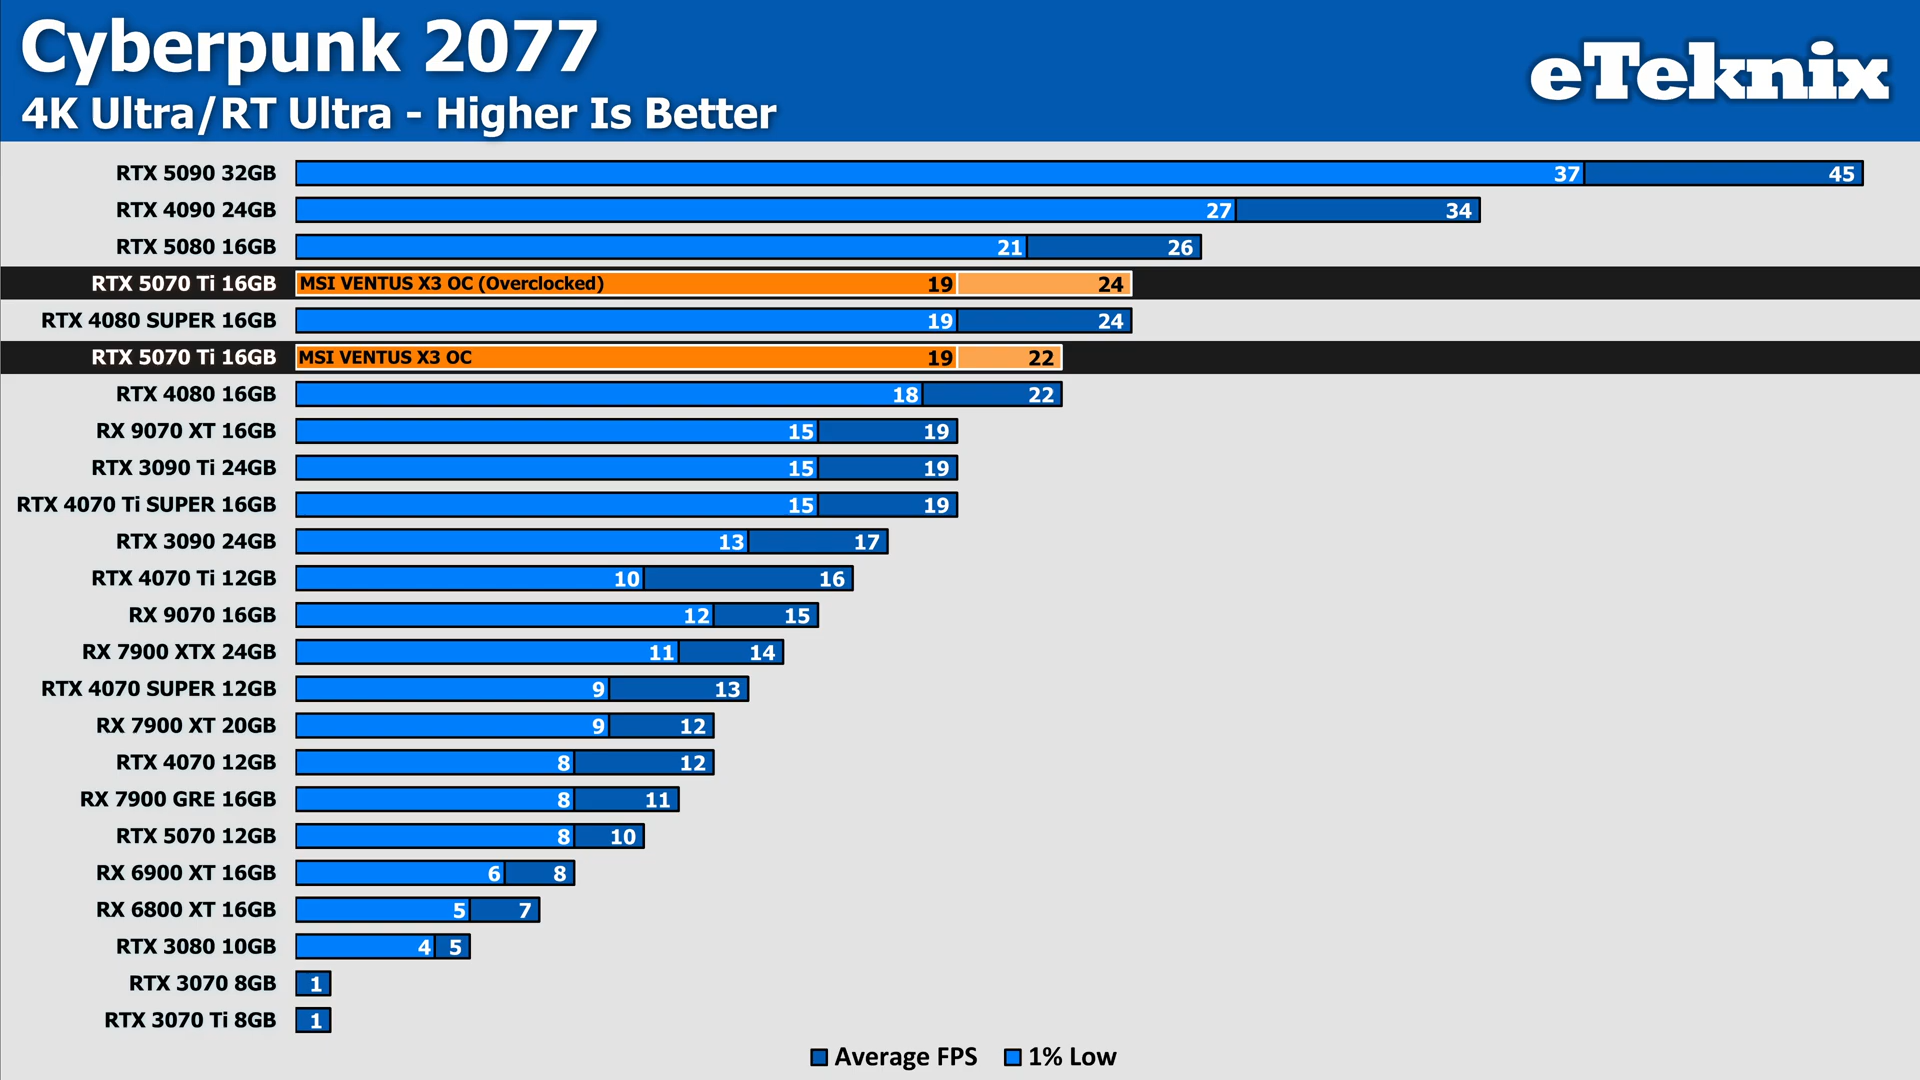 Cyberpunk 2077
4K Ultra/RT Ultra - Higher Is Better
eTeknix
RTX 5090 32GB 37 45
RTX 4090 24GB 27 34
RTX 5080 16GB 21 26
RTX 5070 Ti 16GB MSI VENTUS X3 OC (Overclocked) 19 24
RTX 4080 SUPER 16GB 19 24
RTX 5070 Ti 16GB MSI VENTUS X3 OC 19 22
RTX 4080 16GB 18 22
RX 9070 XT 16GB 15 19
RTX 3090 Ti 24GB 15 19
RTX 4070 Ti SUPER 16GB 15 19
RTX 3090 24GB 13 17
RTX 4070 Ti 12GB 10 16
RX 9070 16GB 12 15
RX 7900 XTX 24GB 11 14
RTX 4070 SUPER 12GB 9 13
RX 7900 XT 20GB 9 12
RTX 4070 12GB 8 12
RX 7900 GRE 16GB 8 11
RTX 5070 12GB 8 10
RX 6900 XT 16GB 6 8
RX 6800 XT 16GB 5 7
RTX 3080 10GB 4 5
RTX 3070 8GB 1
RTX 3070 Ti 8GB 1
Average FPS 1% Low